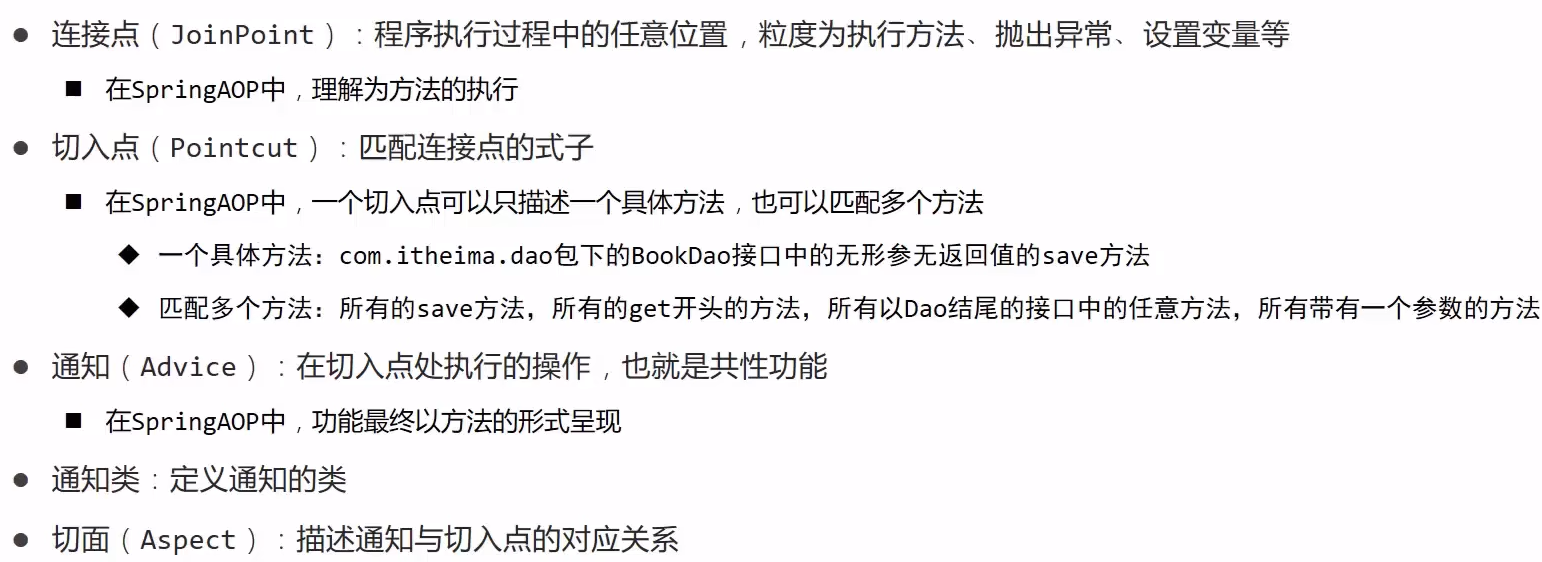 ● 连接点（JoinPoint）：程序执行过程中的任意位置，粒度为执行方法、抛出异常、设置变量等
■ 在SpringAOP中，理解为方法的执行
● 切入点（Pointcut）：匹配连接点的式子
■ 在SpringAOP中，一个切入点可以只描述一个具体方法，也可以匹配多个方法
◆ 一个具体方法：com.itheima.dao包下的BookDao接口中的无形参无返回值的save方法
◆ 匹配多个方法：所有的save方法，所有的get开头的方法，所有以Dao结尾的接口中的任意方法，所有带有一个参数的方法
● 通知（Advice）：在切入点处执行的操作，也就是共性功能
■ 在SpringAOP中，功能最终以方法的形式呈现
● 通知类：定义通知的类
● 切面（Aspect）：描述通知与切入点的对应关系